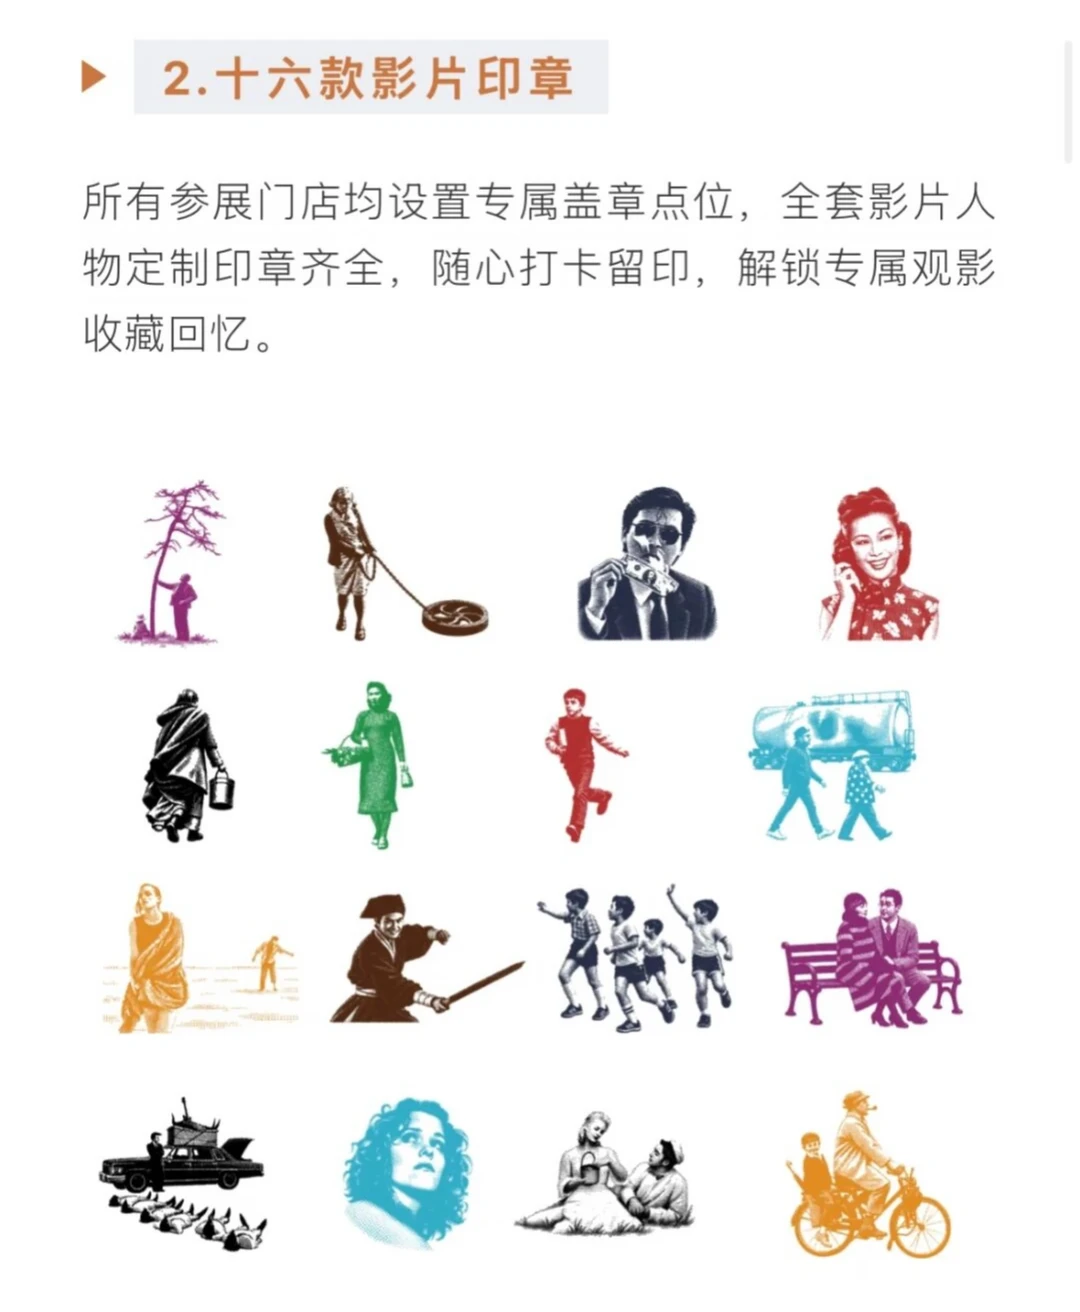 2.十六款影片印章
所有参展门店均设置专属盖章点位，全套影片人
物定制印章齐全，随心打卡留印，解锁专属观影
收藏回忆。